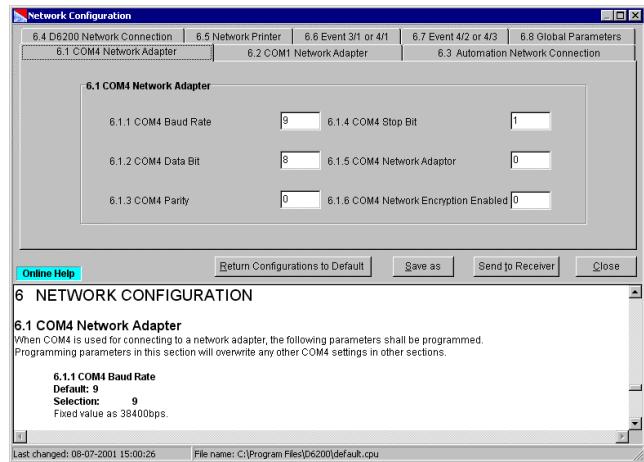 Network Configuration
6.4 D6200 Network Connection
6.5 Network Printer
6.6 Event 3/1 or 4/1
6.7 Event 4/2 or 4/3
6.8 Global Parameters
6.1 COM4 Network Adapter
6.2 COM1 Network Adapter
6.3 Automation Network Connection
6.1 COM4 Network Adapter
6.1.1 COM4 Baud Rate
9
6.1.4 COM4 Stop Bit
1
6.1.2 COM4 Data Bit
8
6.1.5 COM4 Network Adaptor
0
6.1.3 COM4 Parity
0
6.1.6 COM4 Network Encryption Enabled
0
Online Help
Return Configurations to Default
Save as
Send to Receiver
Close
6 NETWORK CONFIGURATION
6.1 COM4 Network Adapter
When COM4 is used for connecting to a network adapter, the following parameters shall be programmed.
Programming parameters in this section will overwrite any other COM4 settings in other sections.
6.1.1 COM4 Baud Rate
Default: 9
Selection: 9
Fixed value as 38400bps.
Last changed: 08-07-2001 15:00:26
File name: C:\Program Files\D6200\default.cpu